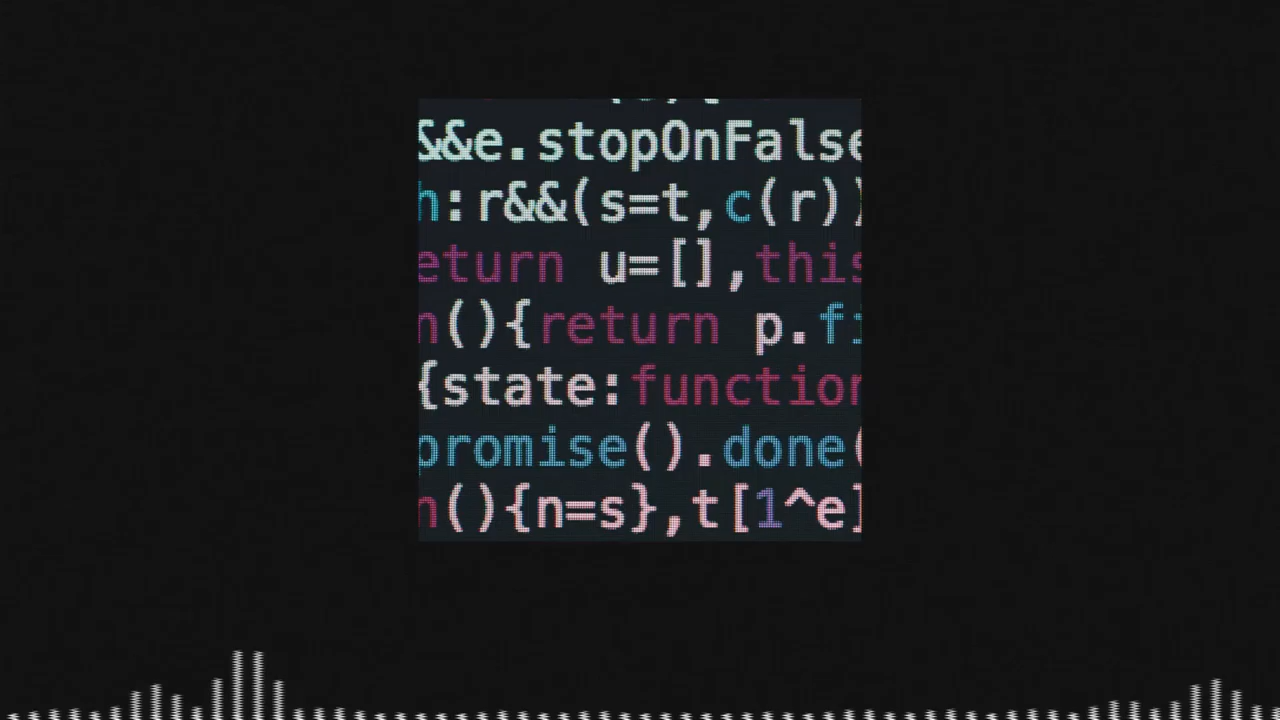 &&e.stopOnFalse
h:r&&(s=t,c(r))
eturn u=[],this
n(){return p.fi
{state:function
promise().done(
n(){n=s},t[1^e]